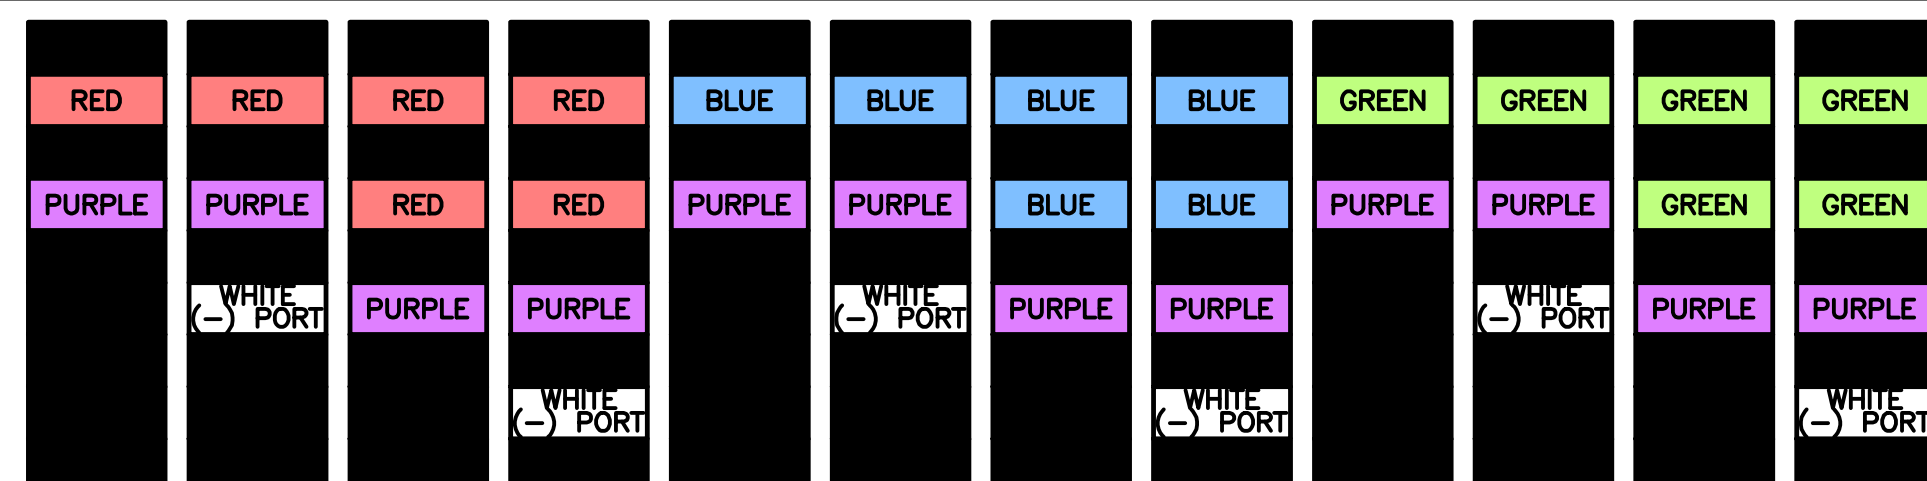 RED RED RED RED BLUE BLUE BLUE BLUE GREEN GREEN GREEN GREEN
PURPLE PURPLE RED RED PURPLE PURPLE BLUE BLUE PURPLE PURPLE GREEN GREEN
WHITE WHITE WHITE
(-) PORT PURPLE PURPLE (-) PORT PURPLE PURPLE (-) PORT PURPLE PURPLE
WHITE WHITE WHITE
(-) PORT (-) PORT (-) PORT